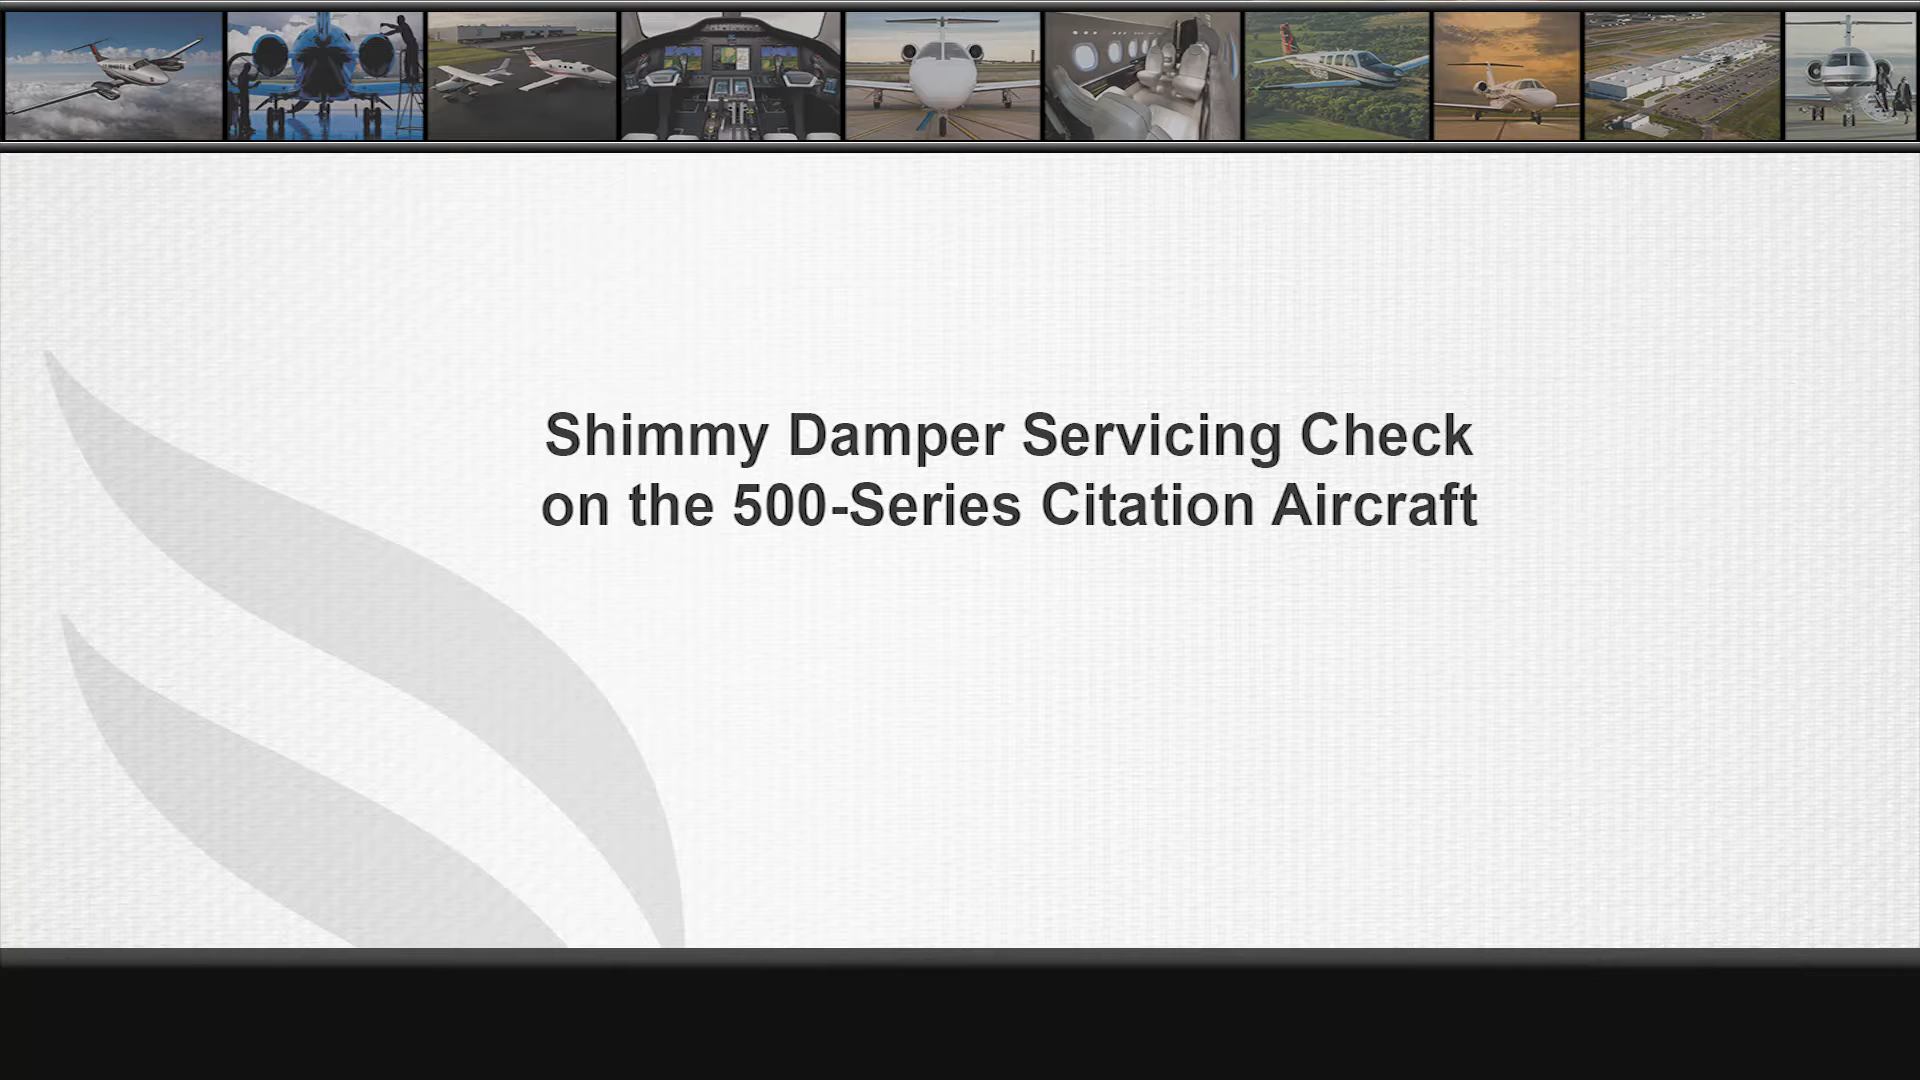 Shimmy Damper Servicing Check
on the 500-Series Citation Aircraft